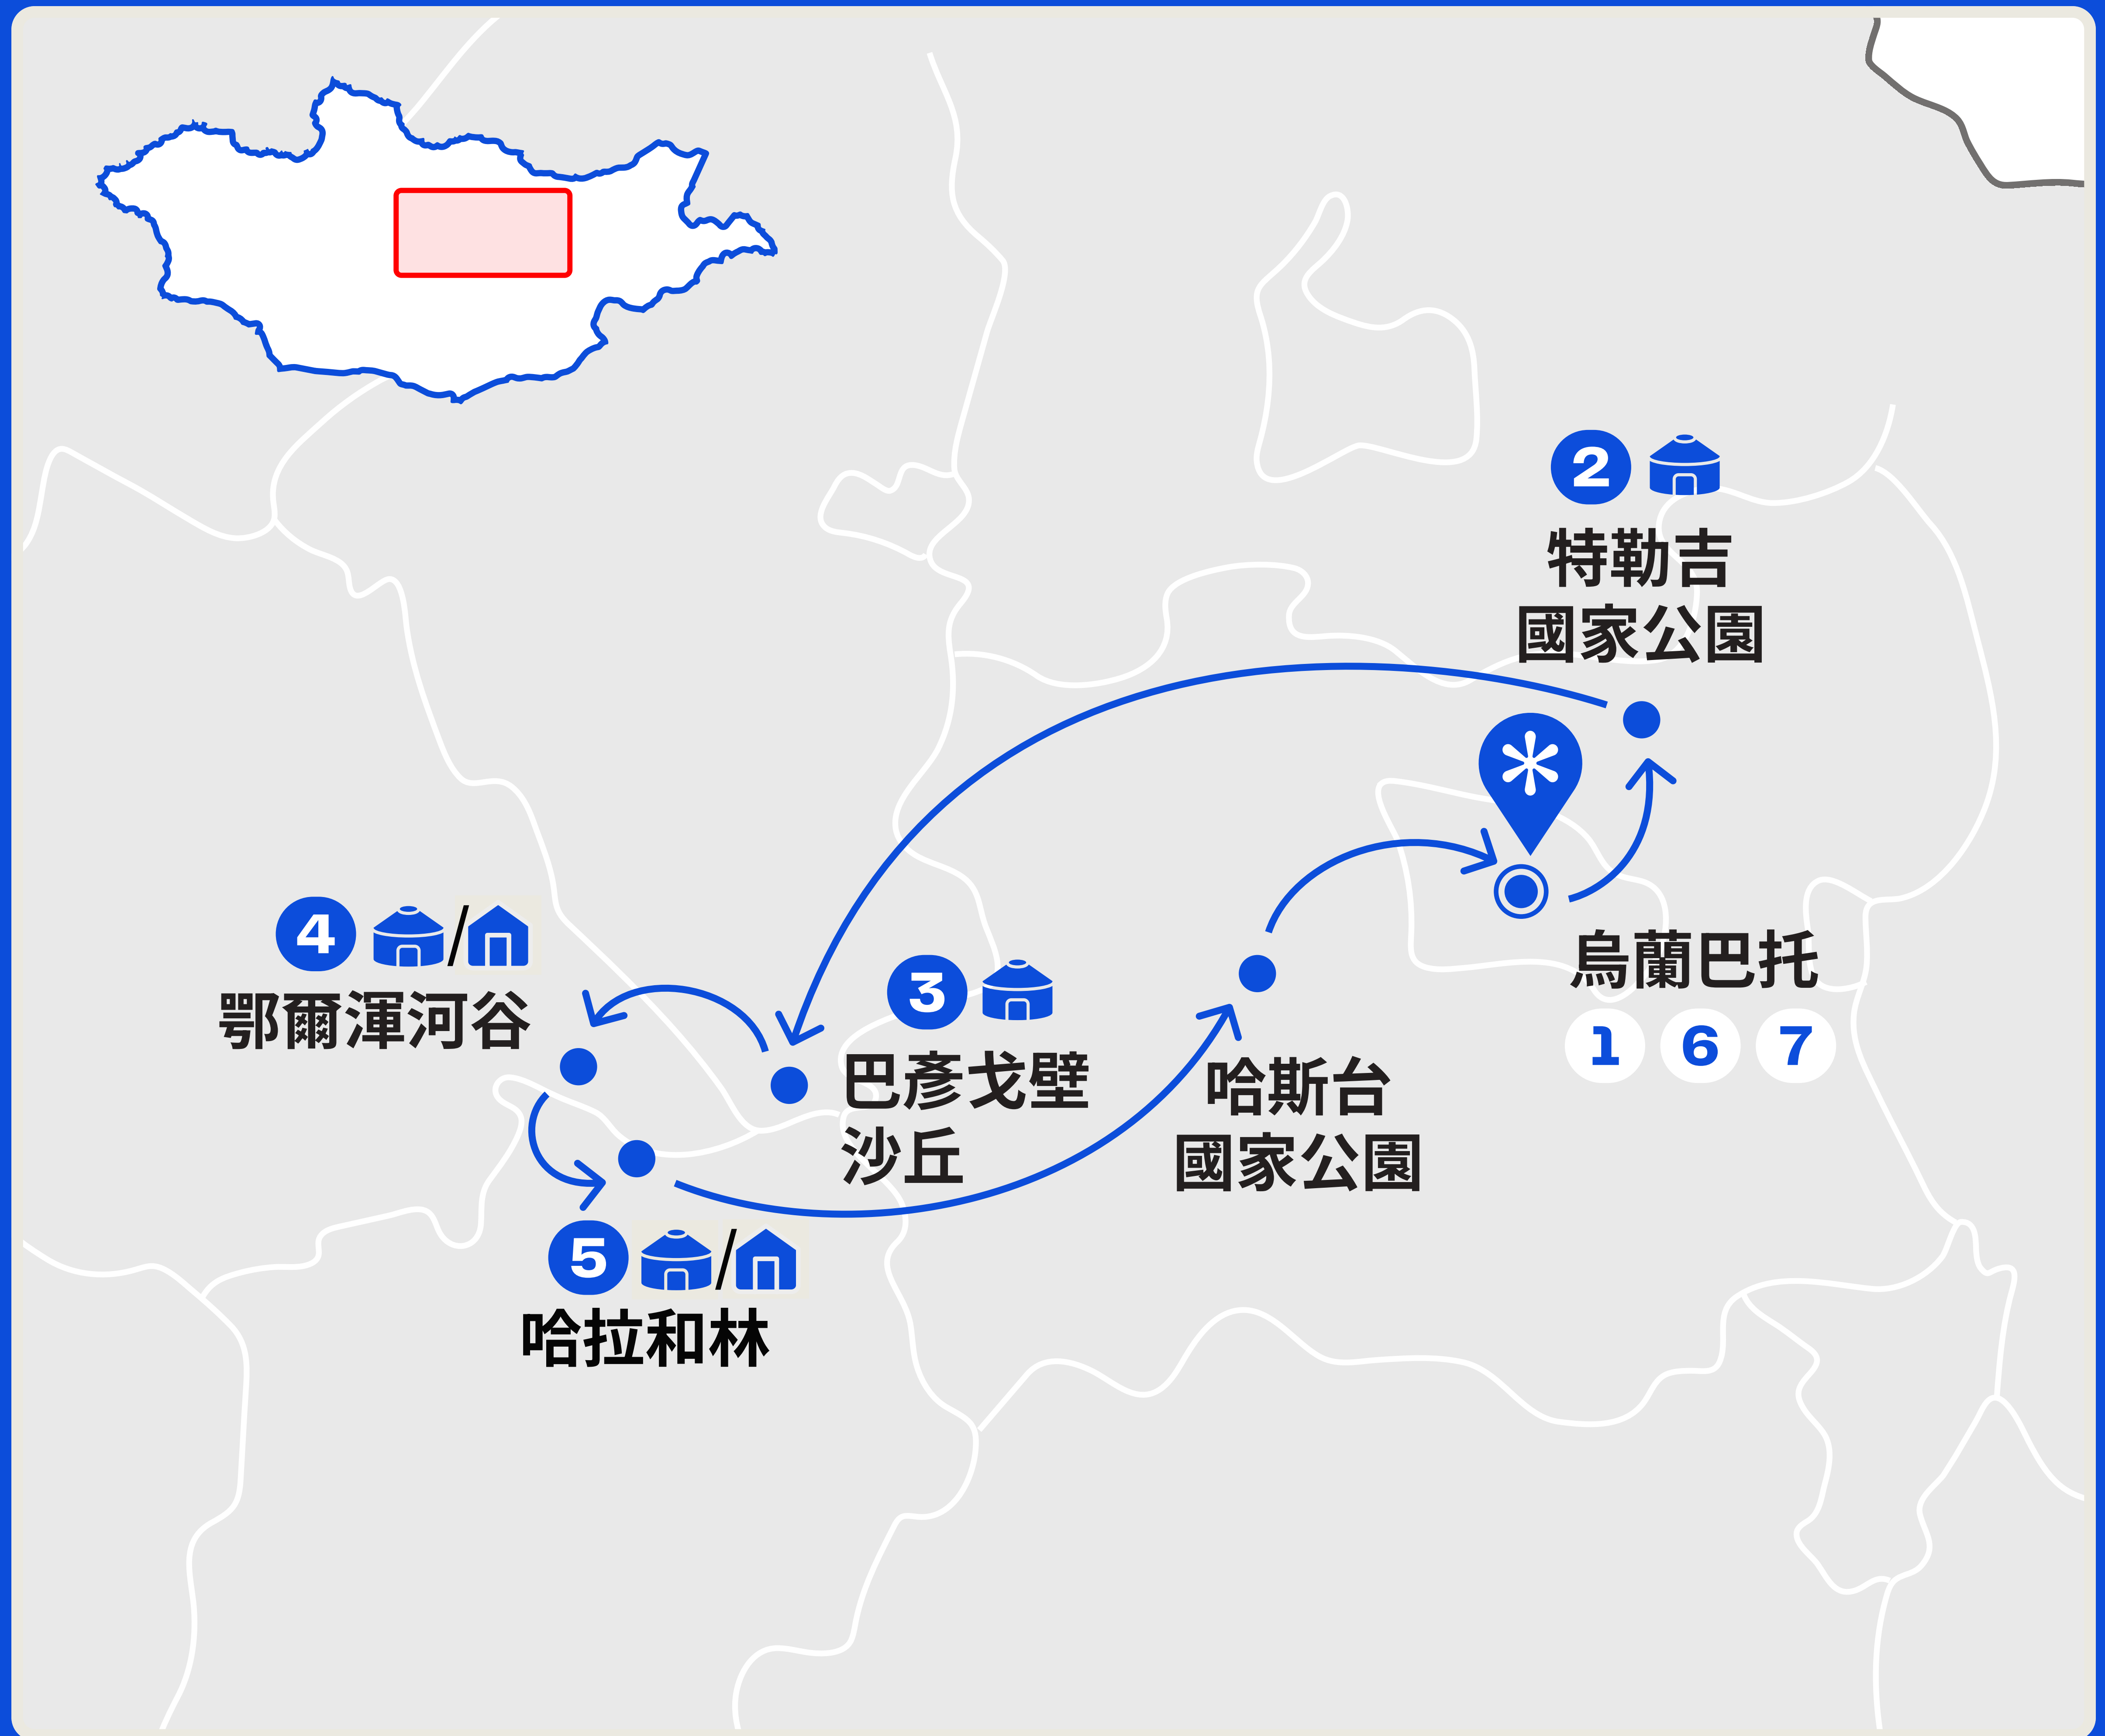 2
特勒吉
國家公園
烏蘭巴托
1 6 7
4 /
鄂爾渾河谷
3
巴彥戈壁
沙丘
哈斯台
國家公園
5 /
哈拉和林